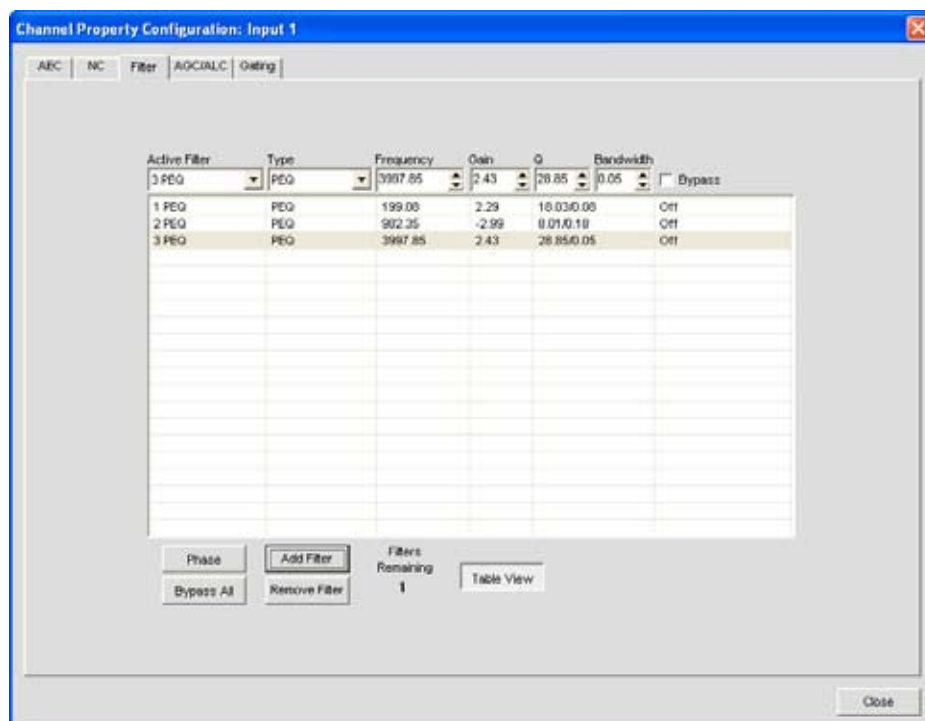 Channel Property Configuration: Input 1
AEC NC Filter AGC/ALC Gating
Active Filter Type Frequency Gain Q Bandwidth
3 PEQ PEQ 3997.85 2.43 28.85 0.05 Bypass
1 PEQ PEQ 199.08 2.29 18.03/0.08 Off
2 PEQ PEQ 982.35 -2.99 8.01/0.18 Off
3 PEQ PEQ 3997.85 2.43 28.85/0.05 Off
Phase Add Filter Filters
Remaining
Bypass All Remove Filter 1 Table View
Close